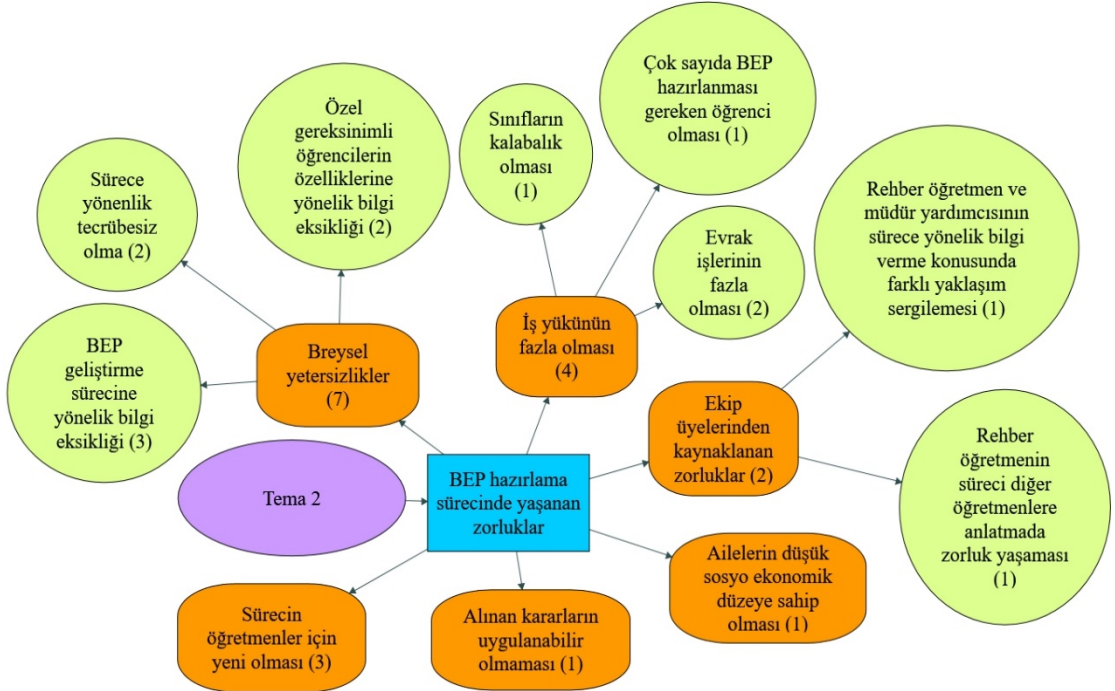 Çok sayıda BEP
hazırlanması
gereken öğrenci
olması (1)
Özel
gereksinimli
öğrencilerin
özelliklerine
yönelik bilgi
eksikliği (2)
Sınıfların
kalabalık
olması
(1)
Sürece
yönenlik
tecrübesiz
olma (2)
Rehber öğretmen ve
müdür yardımcısının
sürece yönelik bilgi
verme konusunda
farklı yaklaşım
sergilemesi (1)
Evrak
işlerinin
fazla
olması (2)
BEP
geliştirme
sürecine
yönelik bilgi
eksikliği (3)
Breysel
yetersizlikler
(7)
İş yükünün
fazla olması
(4)
Ekip
üyelerinden
kaynaklanan
zorluklar (2)
Rehber
öğretmenin
süreci diğer
öğretmenlere
anlatmada
zorluk yaşaması
(1)
Tema 2
BEP hazırlama
sürecinde yaşanan
zorluklar
Ailelerin düşük
sosyo ekonomik
düzeye sahip
olması (1)
Sürecin
öğretmenler için
yeni olması (3)
Alınan kararların
uygulanabilir
olmaması (1)